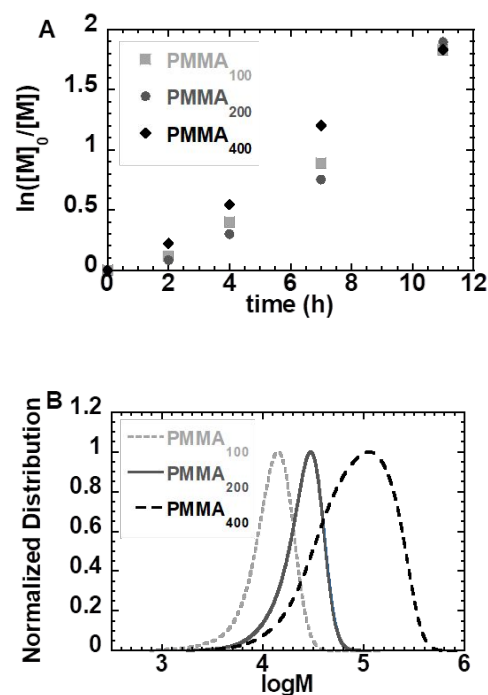 A
ln([M]0/[M])
2
1.5
1
0.5
0
PMMA100
PMMA200
PMMA400
0 2 4 6 8 10 12
time (h)
B
Normalized Distribution
1.2
1
0.8
0.6
0.4
0.2
0
PMMA100
PMMA200
PMMA400
3 4 5 6
logM